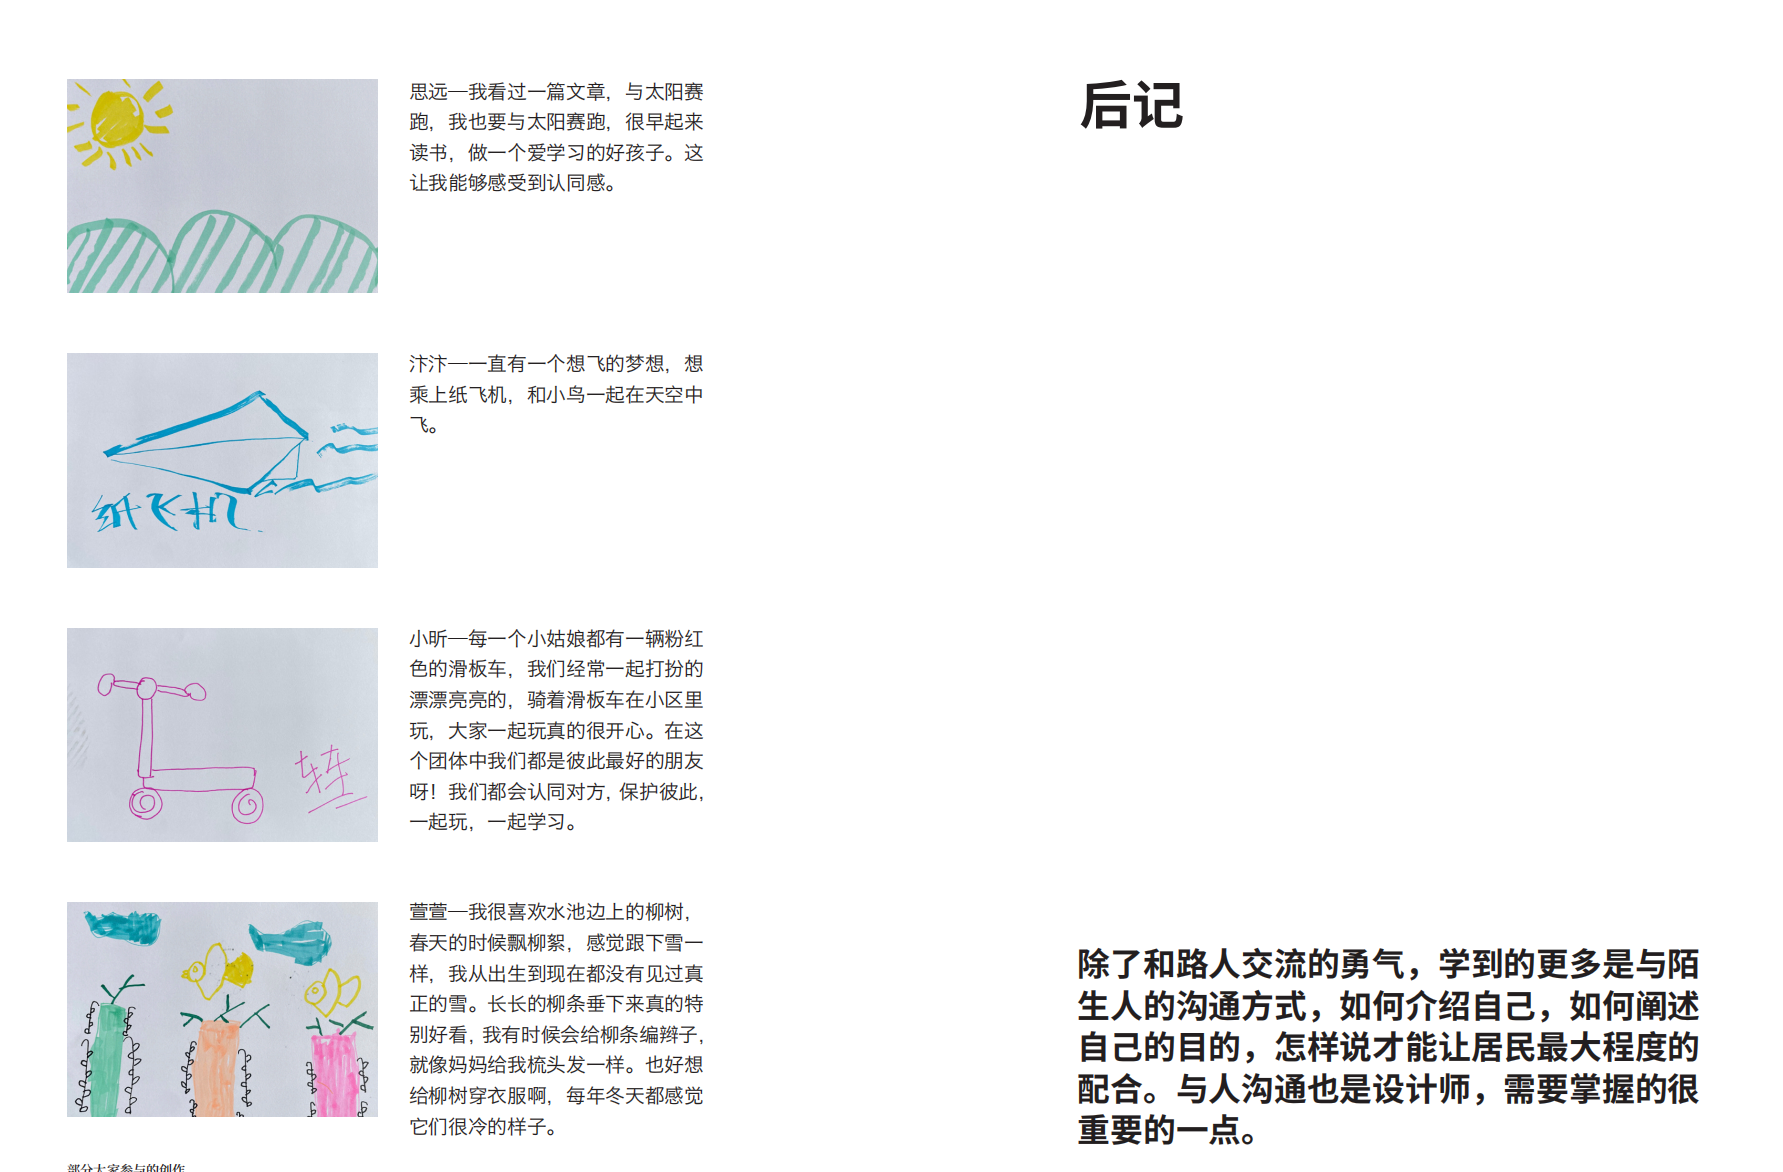 思远—我看过一篇文章，与太阳赛
跑，我也要与太阳赛跑，很早起来
读书，做一个爱学习的好孩子。这
让我能够感受到认同感。
纸飞机
汴汴—一直有一个想飞的梦想，想
乘上纸飞机，和小鸟一起在天空中
飞。
小昕—每一个小姑娘都有一辆粉红
色的滑板车，我们经常一起打扮的
漂漂亮亮的，骑着滑板车在小区里
玩，大家一起玩真的很开心。在这
个团体中我们都是彼此最好的朋友
呀！我们都会认同对方，保护彼此，
一起玩，一起学习。
萱萱—我很喜欢水池边上的柳树，
春天的时候飘柳絮，感觉跟下雪一
样，我从出生到现在都没有见过真
正的雪。长长的柳条垂下来真的特
别好看，我有时候会给柳条编辫子，
就像妈妈给我梳头发一样。也好想
给柳树穿衣服啊，每年冬天都感觉
它们很冷的样子。
部分大家参与的创作
后记
除了和路人交流的勇气，学到的更多是与陌
生人的沟通方式，如何介绍自己，如何阐述
自己的目的，怎样说才能让居民最大程度的
配合。与人沟通也是设计师，需要掌握的很
重要的一点。